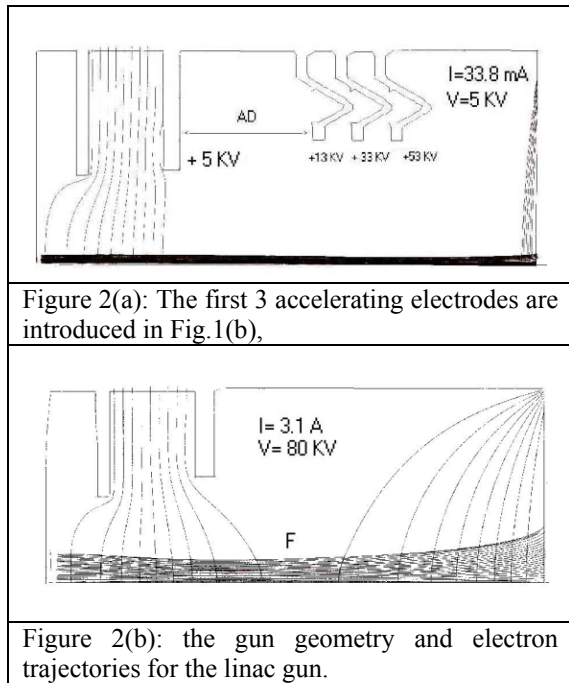 I=33.8 mA
V=5 KV
AD
+ 5 KV
+13 KV
+ 33 KV
+53 KV
Figure 2(a): The first 3 accelerating electrodes are
introduced in Fig.1(b),
I= 3.1 A
V= 80 KV
F
Figure 2(b): the gun geometry and electron
trajectories for the linac gun.